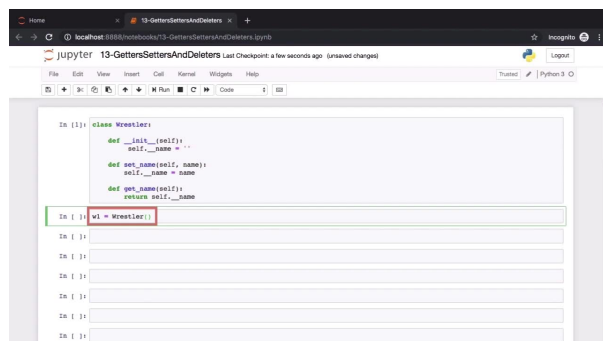 Home
13-GettersSettersAndDeleters
localhost:8888/notebooks/13-GettersSettersAndDeleters.ipynb
Incognito
jupyter 13-GettersSettersAndDeleters Last Checkpoint: a few seconds ago (unsaved changes)
Logout
File Edit View Insert Cell Kernel Widgets Help
Trusted Python 3
Run Code
In [1]: class Wrestler:
def __init__(self):
self.__name = ''
def set_name(self, name):
self.__name = name
def get_name(self):
return self.__name
In [ ]: w1 = Wrestler()
In [ ]:
In [ ]:
In [ ]:
In [ ]:
In [ ]:
In [ ]: